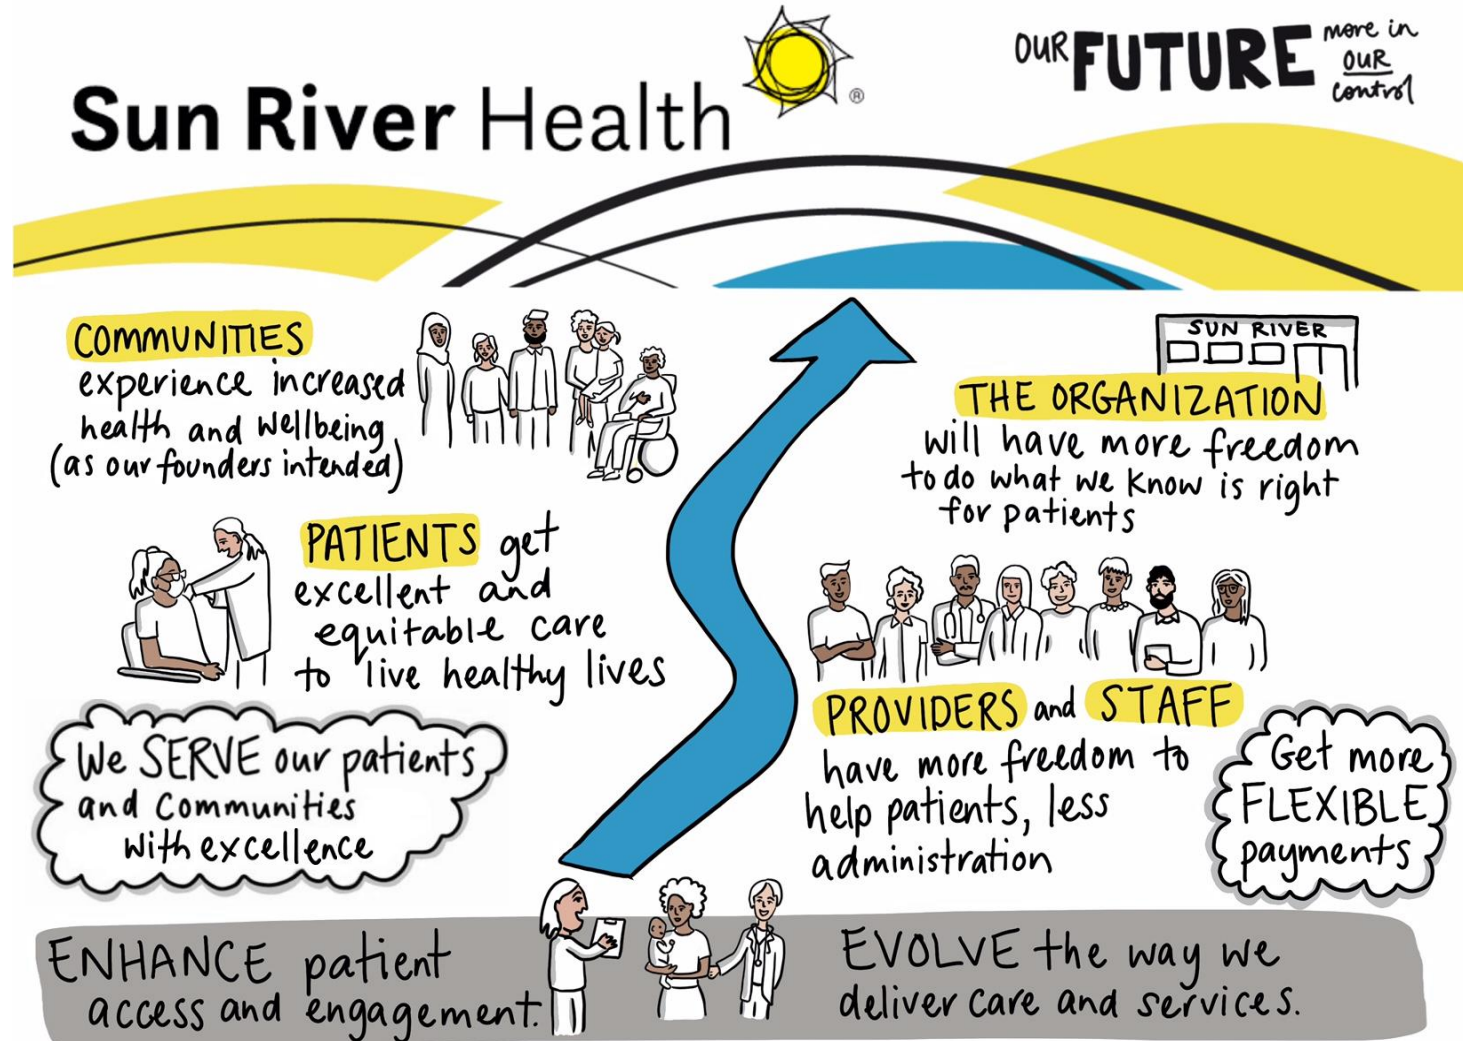 Sun River Health ®
OUR FUTURE more in
OUR
control
COMMUNITIES
experience increased
health and wellbeing
(as our founders intended)
SUN RIVER
THE ORGANIZATION
will have more freedom
to do what we know is right
for patients
PATIENTS get
excellent and
equitable care
to live healthy lives
PROVIDERS and STAFF
have more freedom to
help patients, less
administration
We SERVE our patients
and Communities
with excellence
Get more
FLEXIBLE
payments
ENHANCE patient
access and engagement.
EVOLVE the way we
deliver care and services.